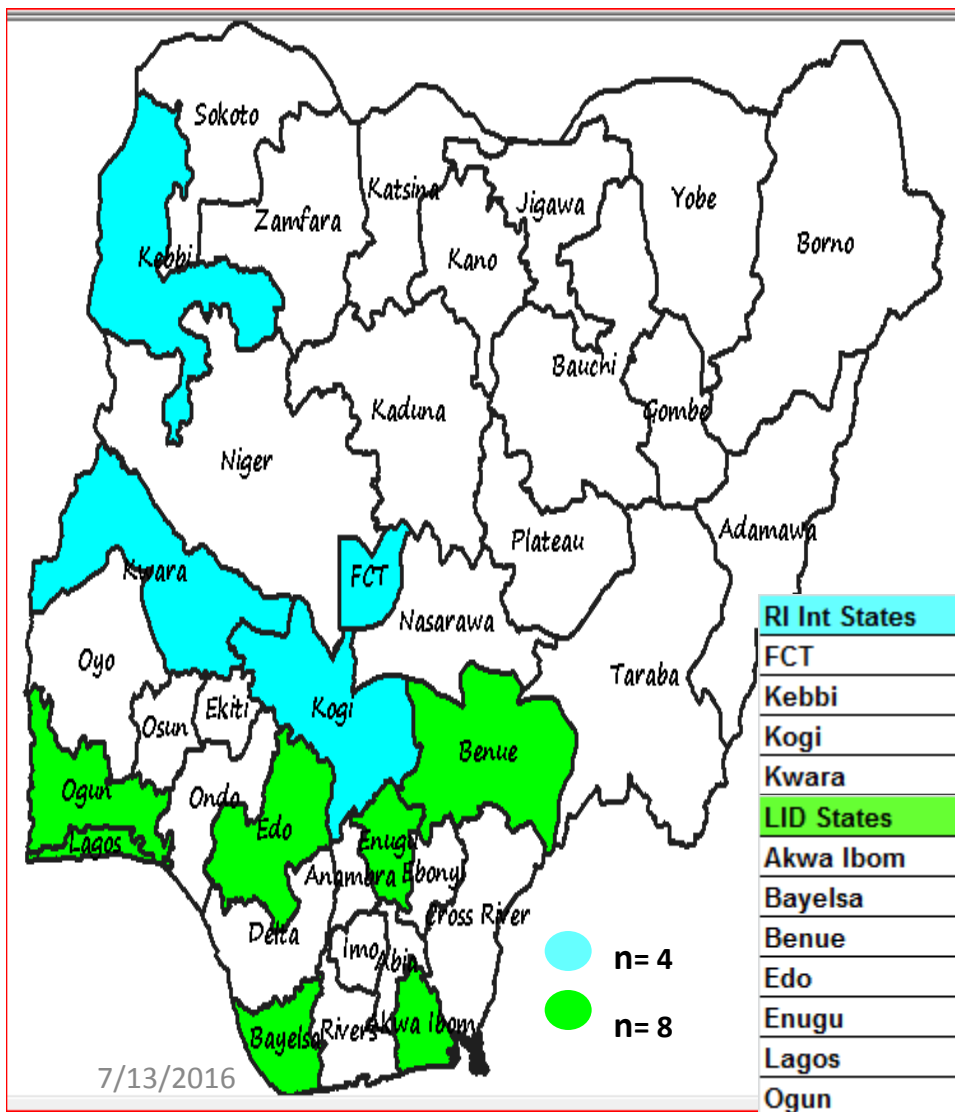 Sokoto
Katsina
Zamfara
Jigawa
Yobe
Borno
Kano
Kebbi
Bauchi
Kaduna
Gombe
Niger
Plateau
Adamawa
Kwara
FCT
Nasarawa
Taraba
Oyo
Ekiti
Osun
Kogi
Benue
Ogun
Ondo
Edo
Lagos
Enugu
Anambra
Ebonyi
Cross River
Delta
Imo
Abia
Bayelsa
Rivers
Akwa Ibom
n= 4
n= 8
RI Int States
FCT
Kebbi
Kogi
Kwara
LID States
Akwa Ibom
Bayelsa
Benue
Edo
Enugu
Lagos
Ogun
7/13/2016